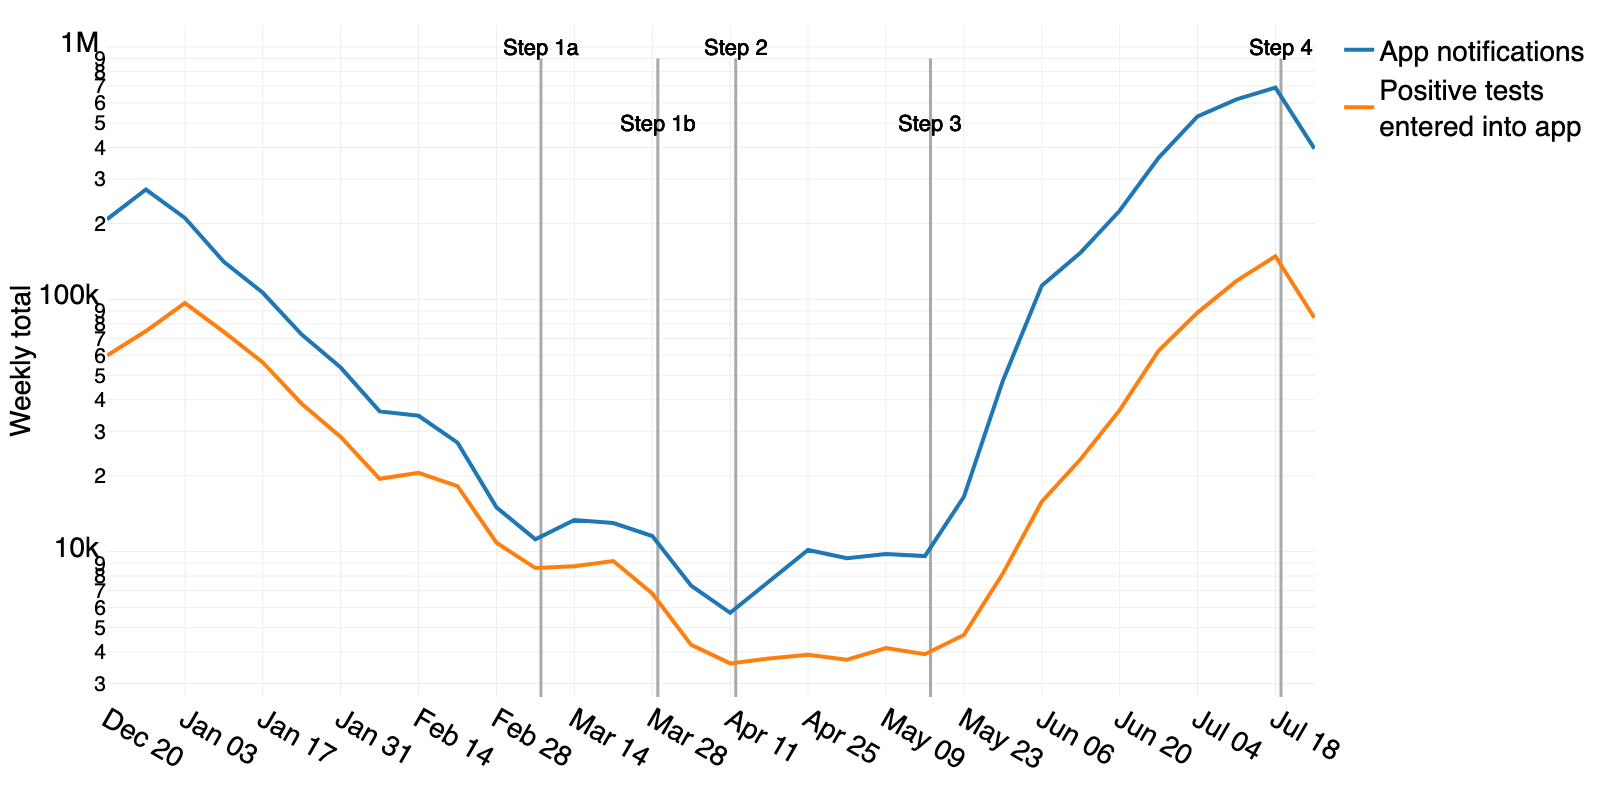 Step 1a
Step 2
Step 4
Step 1b
Step 3
App notifications
Positive tests
entered into app
Weekly total
1M
9
8
7
6
5
4
3
2
100k
9
8
7
6
5
4
3
2
10k
9
8
7
6
5
4
3
Dec 20
Jan 03
Jan 17
Jan 31
Feb 14
Feb 28
Mar 14
Mar 28
Apr 11
Apr 25
May 09
May 23
Jun 06
Jun 20
Jul 04
Jul 18